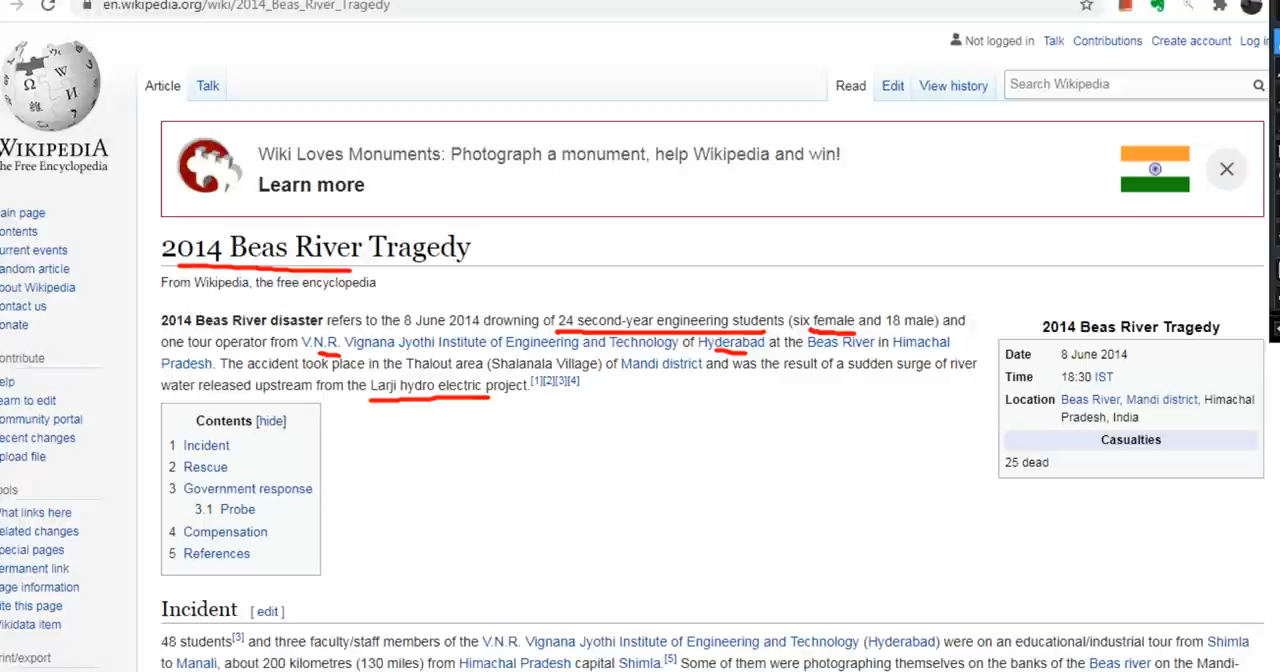 en.wikipedia.org/wiki/2014_Beas_River_Tragedy
Not logged in Talk Contributions Create account Log in
Article Talk Read Edit View history Search Wikipedia
WIKIPEDIA
he Free Encyclopedia
Wiki Loves Monuments: Photograph a monument, help Wikipedia and win!
Learn more
ain page
ontents
urrent events
andom article
bout Wikipedia
ontact us
onate
ontribute
elp
earn to edit
ommunity portal
ecent changes
pload file
ools
hat links here
elated changes
pecial pages
ermanent link
age information
ite this page
ikidata item
rint/export
2014 Beas River Tragedy
From Wikipedia, the free encyclopedia
2014 Beas River disaster refers to the 8 June 2014 drowning of 24 second-year engineering students (six female and 18 male) and
one tour operator from V.N.R. Vignana Jyothi Institute of Engineering and Technology of Hyderabad at the Beas River in Himachal
Pradesh. The accident took place in the Thalout area (Shalanala Village) of Mandi district and was the result of a sudden surge of river
water released upstream from the Larji hydro electric project.[1][2][3][4]
2014 Beas River Tragedy
Date 8 June 2014
Time 18:30 IST
Location Beas River, Mandi district, Himachal
Pradesh, India
Casualties
25 dead
Contents [hide]
1 Incident
2 Rescue
3 Government response
3.1 Probe
4 Compensation
5 References
Incident [ edit ]
48 students[3] and three faculty/staff members of the V.N.R. Vignana Jyothi Institute of Engineering and Technology (Hyderabad) were on an educational/industrial tour from Shimla
to Manali, about 200 kilometres (130 miles) from Himachal Pradesh capital Shimla.[5] Some of them were photographing themselves on the banks of the Beas river on the Mandi-